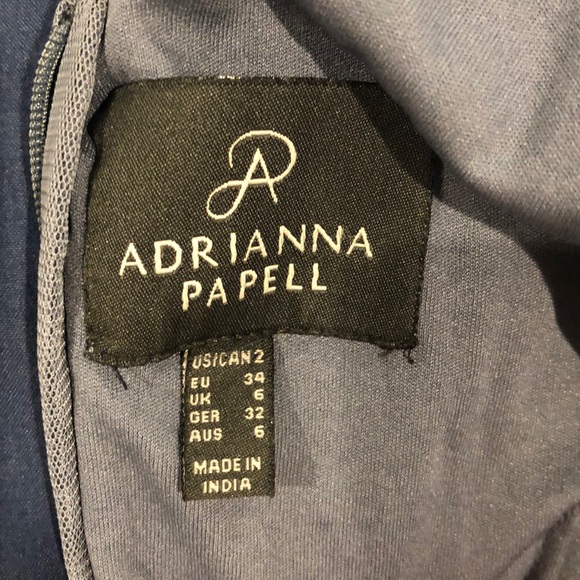 AP
ADRIANNA
PAPELL
US/CAN 2
EU 34
UK 6
GER 32
AUS 6
MADE IN
INDIA